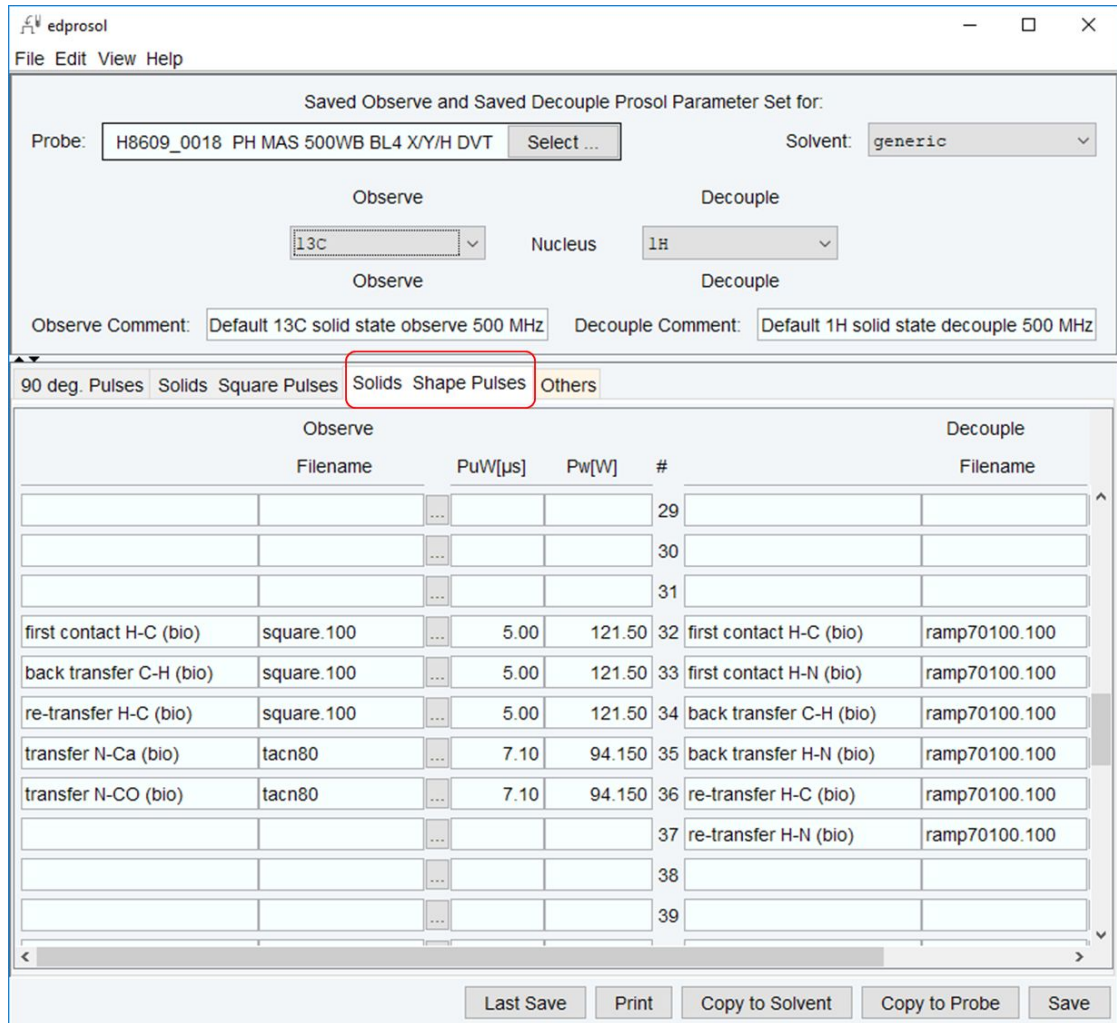 edprosol
File Edit View Help
Saved Observe and Saved Decouple Prosol Parameter Set for:
Probe: H8609_0018 PH MAS 500WB BL4 X/Y/H DVT Select ... Solvent: generic
Observe Decouple
13C Nucleus 1H
Observe Decouple
Observe Comment: Default 13C solid state observe 500 MHz Decouple Comment: Default 1H solid state decouple 500 MHz
90 deg. Pulses Solids Square Pulses Solids Shape Pulses Others
Observe Decouple
Filename PuW[µs] Pw[W] # Filename
... 29
... 30
... 31
first contact H-C (bio) square.100 ... 5.00 121.50 32 first contact H-C (bio) ramp70100.100
back transfer C-H (bio) square.100 ... 5.00 121.50 33 first contact H-N (bio) ramp70100.100
re-transfer H-C (bio) square.100 ... 5.00 121.50 34 back transfer C-H (bio) ramp70100.100
transfer N-Ca (bio) tacn80 ... 7.10 94.150 35 back transfer H-N (bio) ramp70100.100
transfer N-CO (bio) tacn80 ... 7.10 94.150 36 re-transfer H-C (bio) ramp70100.100
... 37 re-transfer H-N (bio) ramp70100.100
... 38
... 39
Last Save Print Copy to Solvent Copy to Probe Save